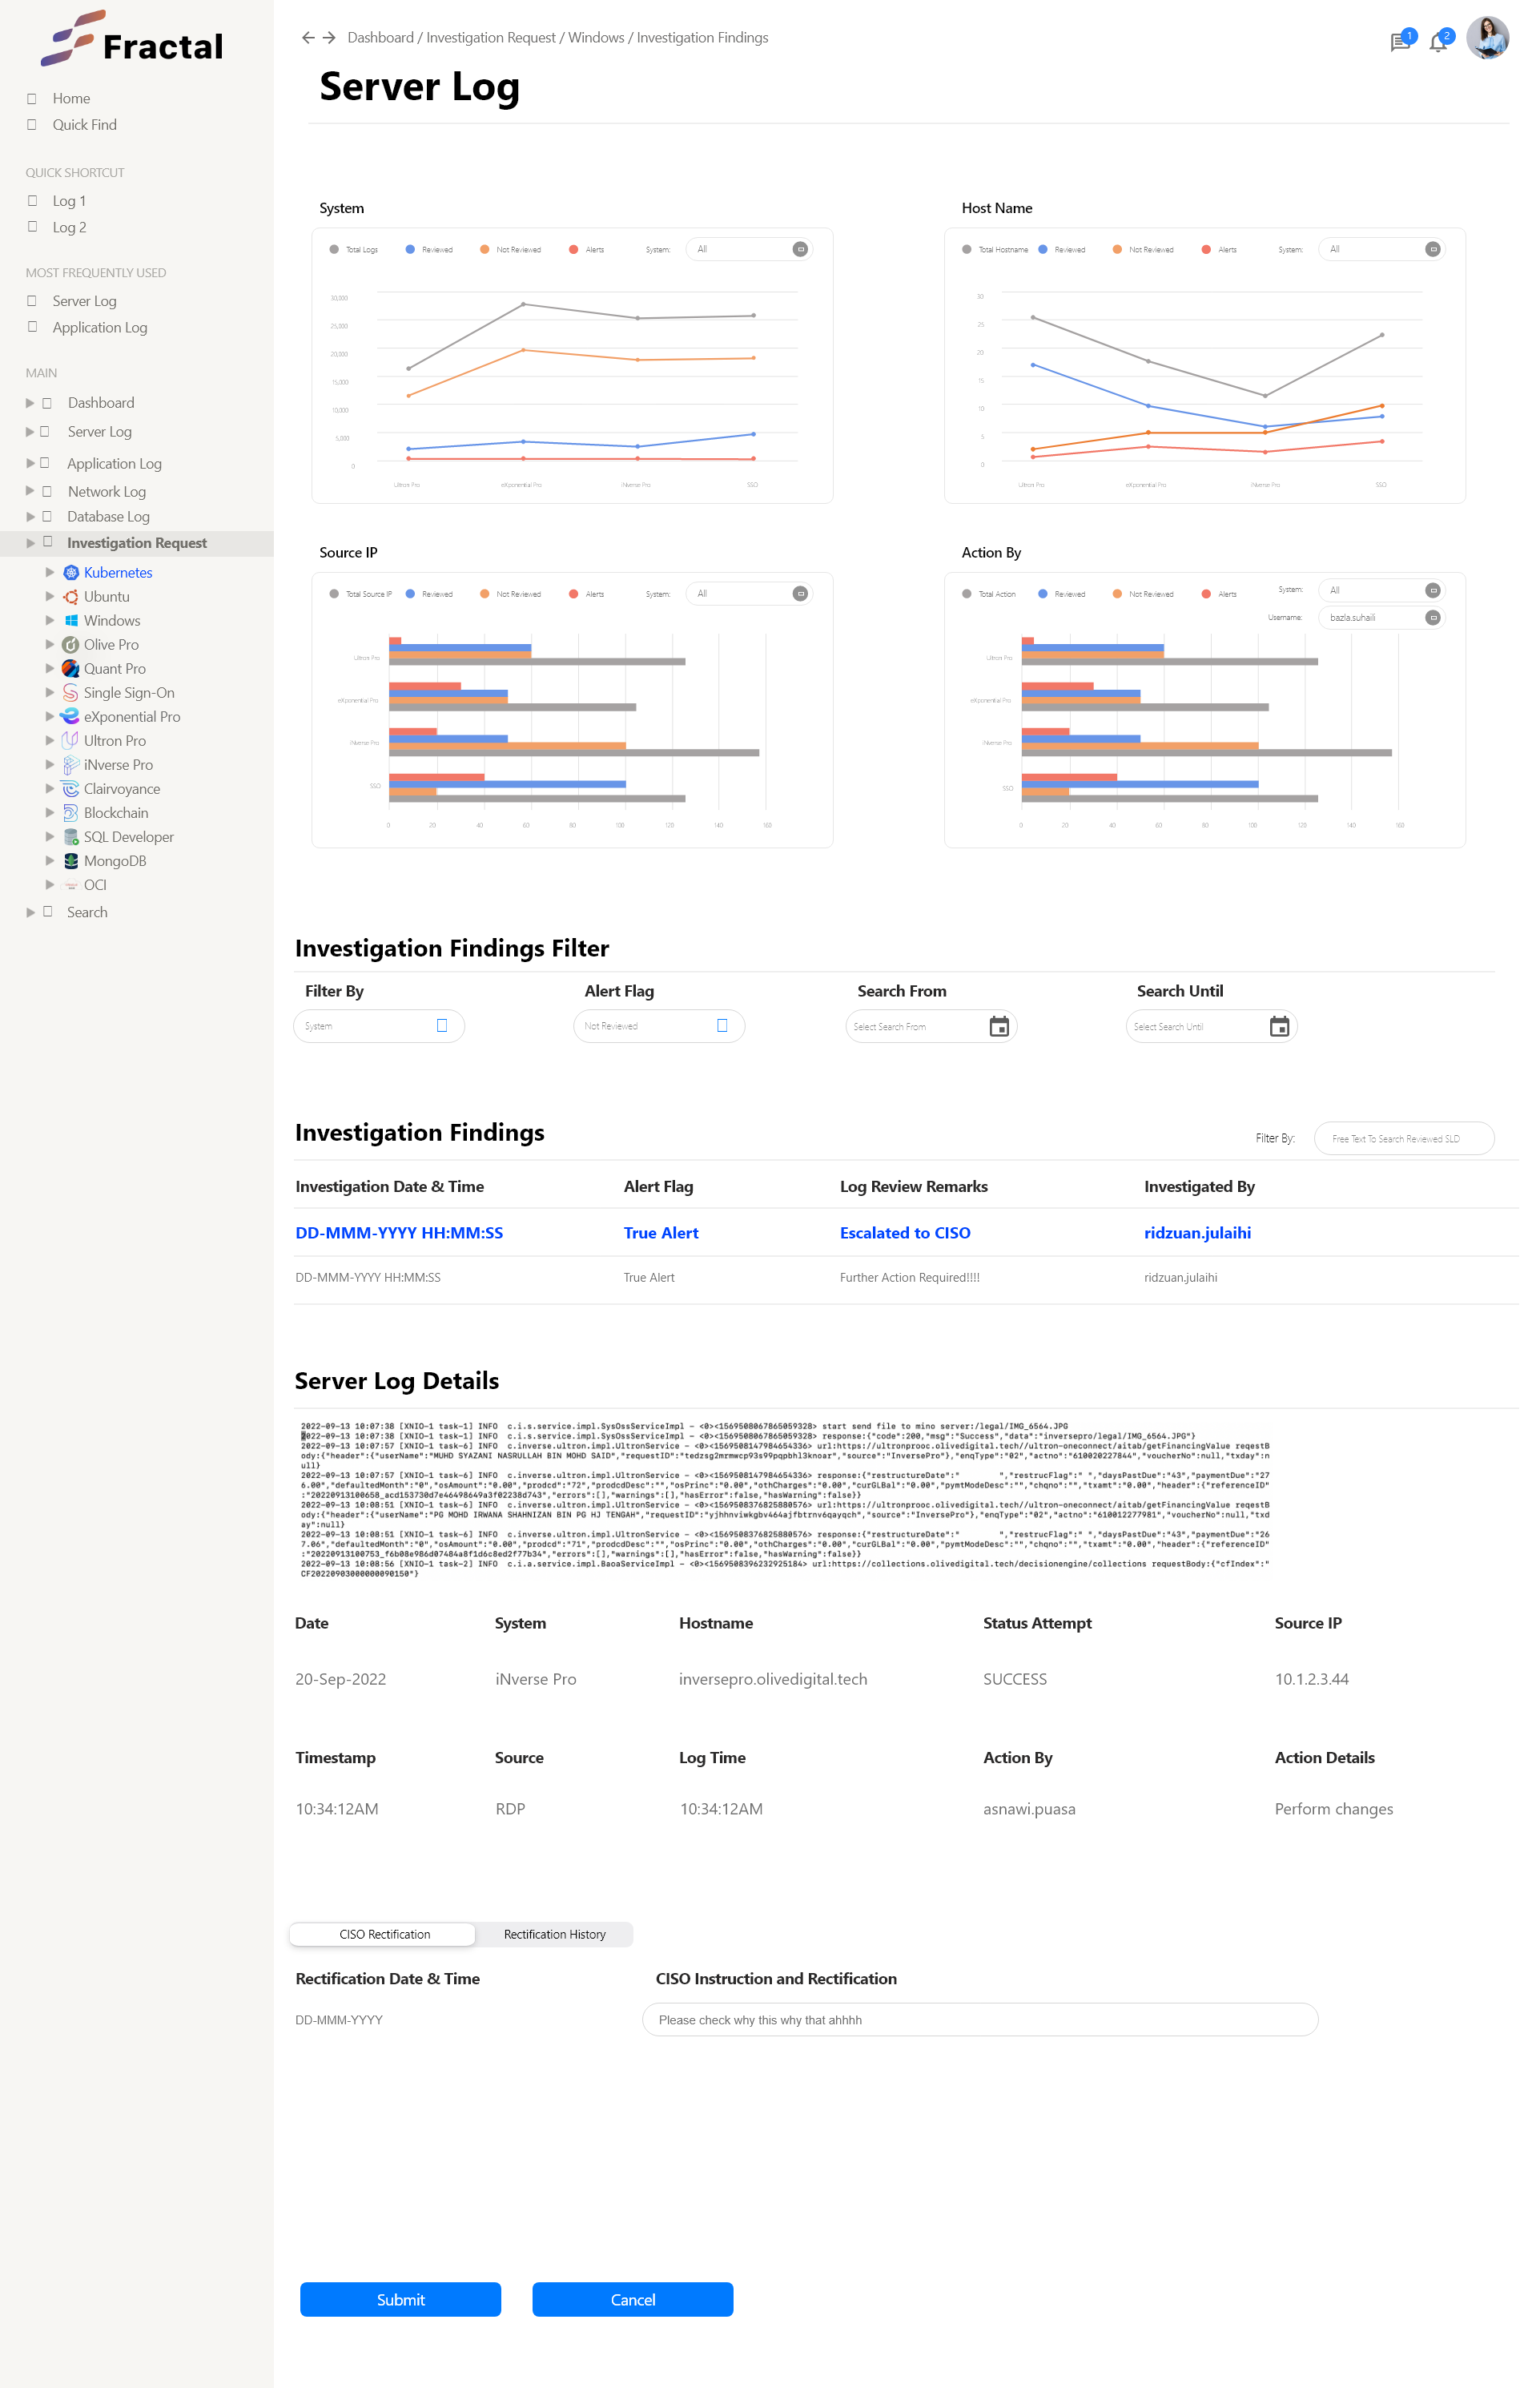 Fractal
Home
Quick Find
QUICK SHORTCUT
Log 1
Log 2
MOST FREQUENTLY USED
Server Log
Application Log
MAIN
Dashboard
Server Log
Application Log
Network Log
Database Log
Investigation Request
Kubernetes
Ubuntu
Windows
Olive Pro
Quant Pro
Single Sign-On
eXponential Pro
Ultron Pro
iNverse Pro
Clairvoyance
Blockchain
SQL Developer
MongoDB
OCI
Search
Dashboard / Investigation Request / Windows / Investigation Findings
1
2
Server Log
System
Total Logs Reviewed Not Reviewed Alerts System: All
30,000
25,000
20,000
15,000
10,000
5,000
0
Ultron Pro eXponential Pro iNverse Pro SSO
Host Name
Total Hostname Reviewed Not Reviewed Alerts System: All
30
25
20
15
10
5
0
Ultron Pro eXponential Pro iNverse Pro SSO
Source IP
Total Source IP Reviewed Not Reviewed Alerts System: All
Ultron Pro
eXponential Pro
iNverse Pro
SSO
0 20 40 60 80 100 120 140 160
Action By
Total Action Reviewed Not Reviewed Alerts System: All
Username: bazla.suhaili
Ultron Pro
eXponential Pro
iNverse Pro
SSO
0 20 40 60 80 100 120 140 160
Investigation Findings Filter
Filter By Alert Flag Search From Search Until
System Not Reviewed Select Search From Select Search Until
Investigation Findings
Filter By: Free Text To Search Reviewed SLD
Investigation Date & Time Alert Flag Log Review Remarks Investigated By
DD-MMM-YYYY HH:MM:SS True Alert Escalated to CISO ridzuan.julaihi
DD-MMM-YYYY HH:MM:SS True Alert Further Action Required!!!! ridzuan.julaihi
Server Log Details
2022-09-13 10:07:38 [XNIO-1 task-1] INFO c.i.s.service.impl.SysOssServiceImpl - <0><1569508067865059328> start send file to mino server:/legal/IMG_6564.JPG
2022-09-13 10:07:38 [XNIO-1 task-1] INFO c.i.s.service.impl.SysOssServiceImpl - <0><1569508067865059328> response:{"code":200,"msg":"Success","data":"inversepro/legal/IMG_6564.JPG"}
2022-09-13 10:07:57 [XNIO-1 task-6] INFO c.inverse.ultron.impl.UltronService - <0><1569508147984654336> url:https://ultronprooc.olivedigital.tech//ultron-oneconnect/aitab/getFinancingValue reqestB
ody:{"header":{"userName":"MUHD SYAZANI NASRULLAH BIN MOHD SAID","requestID":"tedzsg2mrmwcp93s99pqpbhl3knoar","source":"InversePro"},"enqType":"02","actno":"610020227844","voucherNo":null,"txday":n
ull}
2022-09-13 10:07:57 [XNIO-1 task-6] INFO c.inverse.ultron.impl.UltronService - <0><1569508147984654336> response:{"restructureDate":" ","restrucFlag":" ","daysPastDue":"43","paymentDue":"27
6.00","defaultedMonth":"0","osAmount":"0.00","prodcd":"72","prodcdDesc":"","osPrinc":"0.00","othCharges":"0.00","curGLBal":"0.00","pymtModeDesc":"","chqno":"","txamt":"0.00","header":{"referenceID"
:"20220913100658_acd153730d7e46498649a3f02238d743","errors":[],"warnings":[],"hasError":false,"hasWarning":false}}
2022-09-13 10:08:51 [XNIO-1 task-6] INFO c.inverse.ultron.impl.UltronService - <0><1569508376825880576> url:https://ultronprooc.olivedigital.tech//ultron-oneconnect/aitab/getFinancingValue reqestB
ody:{"header":{"userName":"PG MOHD IRWANA SHAHNIZAN BIN PG HJ TENGAH","requestID":"yjhhnviwkgbv464ajfbtrnv6qayqch","source":"InversePro"},"enqType":"02","actno":"610012277981","voucherNo":null,"txd
ay":null}
2022-09-13 10:08:51 [XNIO-1 task-6] INFO c.inverse.ultron.impl.UltronService - <0><1569508376825880576> response:{"restructureDate":" ","restrucFlag":" ","daysPastDue":"43","paymentDue":"26
7.06","defaultedMonth":"0","osAmount":"0.00","prodcd":"71","prodcdDesc":"","osPrinc":"0.00","othCharges":"0.00","curGLBal":"0.00","pymtModeDesc":"","chqno":"","txamt":"0.00","header":{"referenceID"
:"20220913100753_f6b08e986d07484a8f1d6c8ed2f77b34","errors":[],"warnings":[],"hasError":false,"hasWarning":false}}
2022-09-13 10:08:56 [XNIO-1 task-2] INFO c.i.a.service.impl.BaoaServiceImpl - <0><1569508396232925184> url:https://collections.olivedigital.tech/decisionengine/collections requestBody:{"cfIndex":"
CF20220903000000090150"}
Date System Hostname Status Attempt Source IP
20-Sep-2022 iNverse Pro inversepro.olivedigital.tech SUCCESS 10.1.2.3.44
Timestamp Source Log Time Action By Action Details
10:34:12AM RDP 10:34:12AM asnawi.puasa Perform changes
CISO Rectification Rectification History
Rectification Date & Time CISO Instruction and Rectification
DD-MMM-YYYY Please check why this why that ahhhh
Submit Cancel